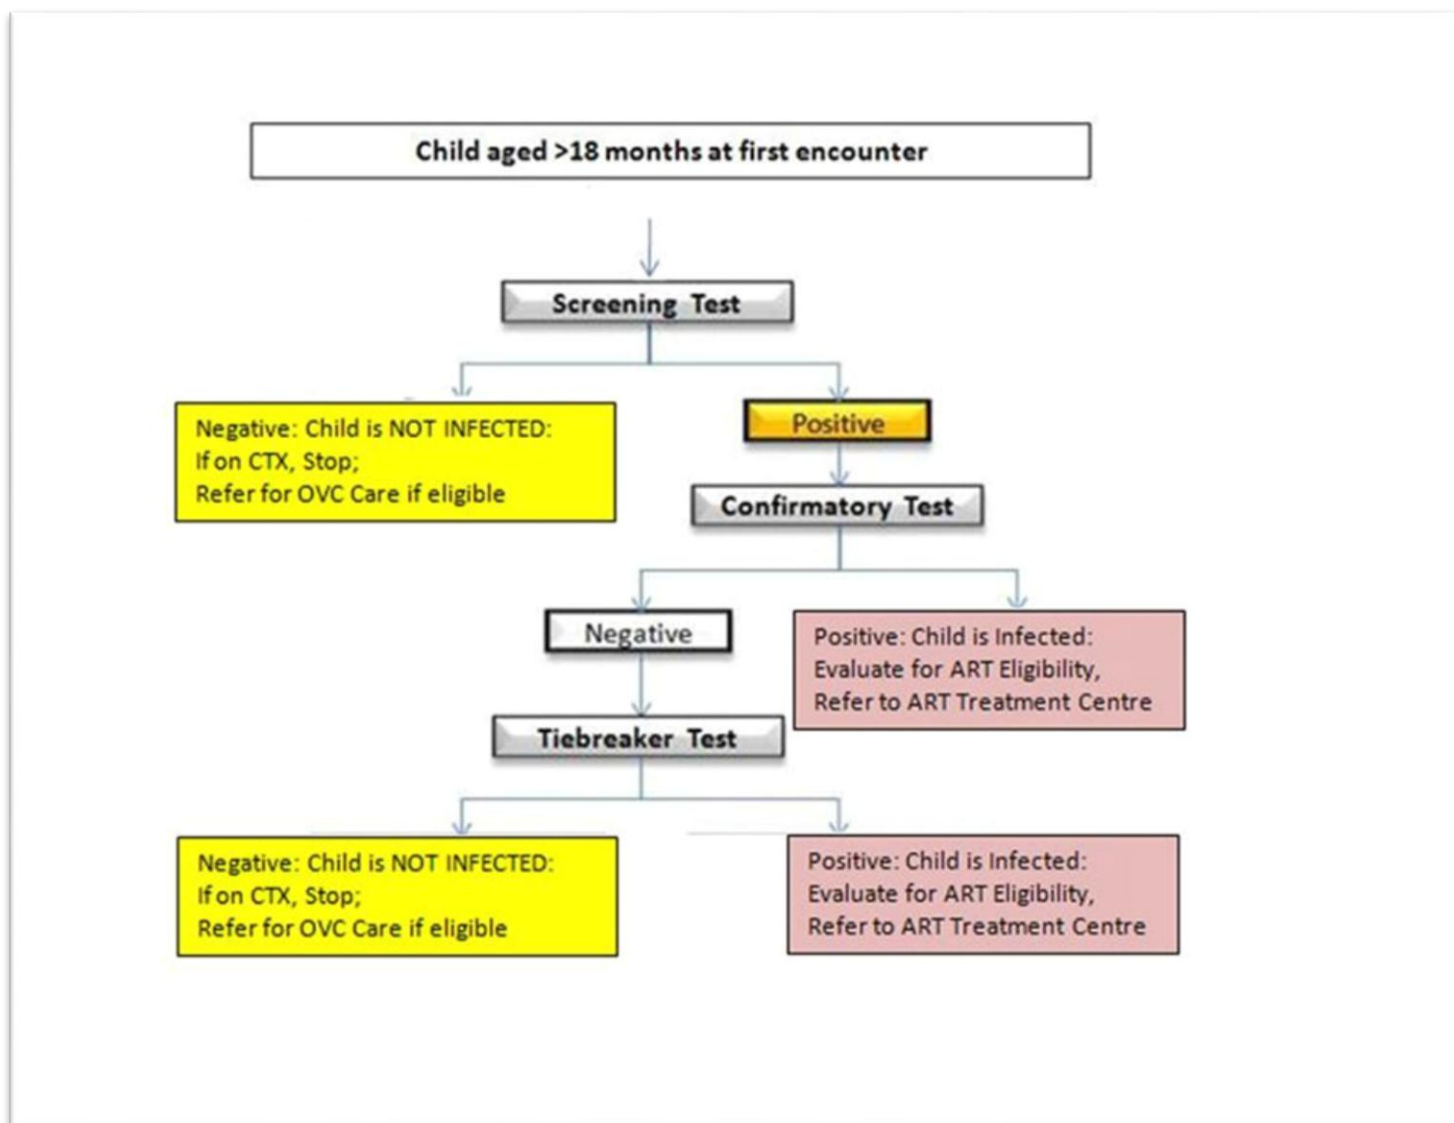 Child aged >18 months at first encounter
Screening Test
Negative: Child is NOT INFECTED:
If on CTX, Stop;
Refer for OVC Care if eligible
Positive
Confirmatory Test
Negative
Positive: Child is Infected:
Evaluate for ART Eligibility,
Refer to ART Treatment Centre
Tiebreaker Test
Negative: Child is NOT INFECTED:
If on CTX, Stop;
Refer for OVC Care if eligible
Positive: Child is Infected:
Evaluate for ART Eligibility,
Refer to ART Treatment Centre